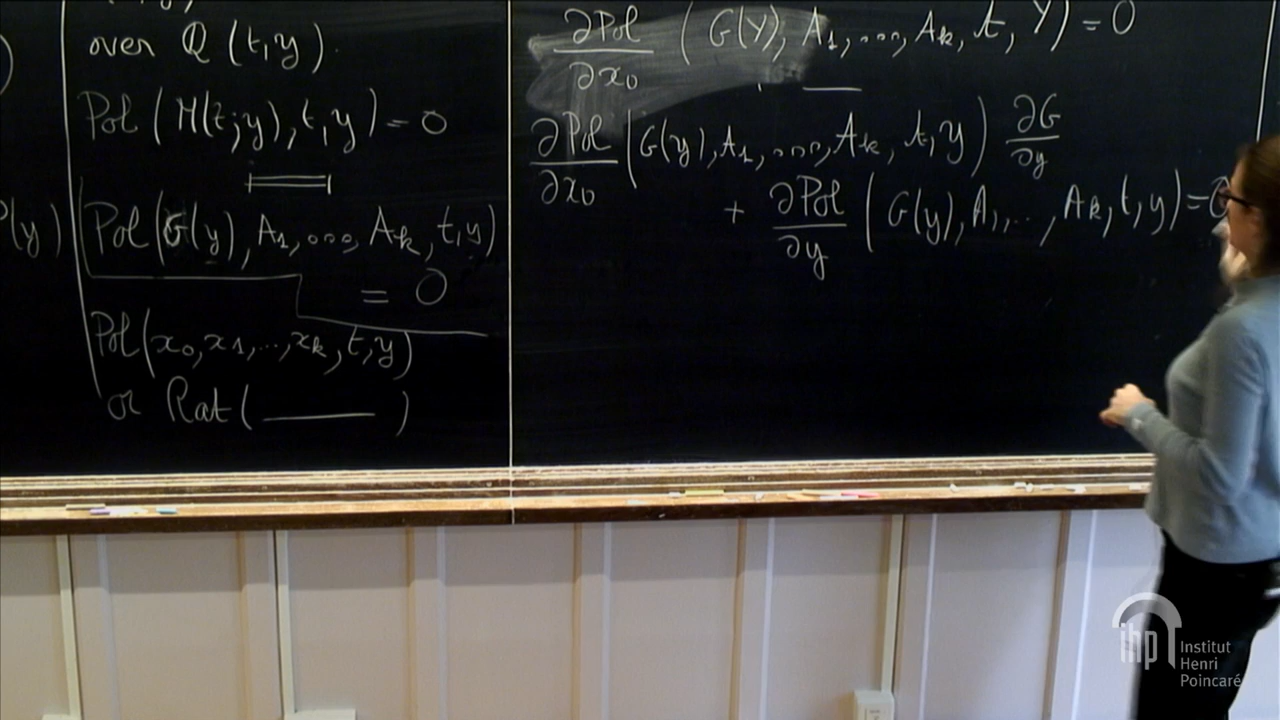 over Q (t,y).
Pol (M(t;y),t,y) = 0
P(y)
Pol(G(y), A1, ..., Ak, t,y) = 0
Pol(x0,x1,...,xk,t,y)
or Rat( ——— )
∂Pol/∂x0 (G(Y), A1, ..., Ak, t, Y) = 0
∂Pol/∂x0 (G(y), A1, ..., Ak, t, y) ∂G/∂y
+ ∂Pol/∂y (G(y), A1, ..., Ak, t, y) = 0
ihp
Institut
Henri
Poincaré